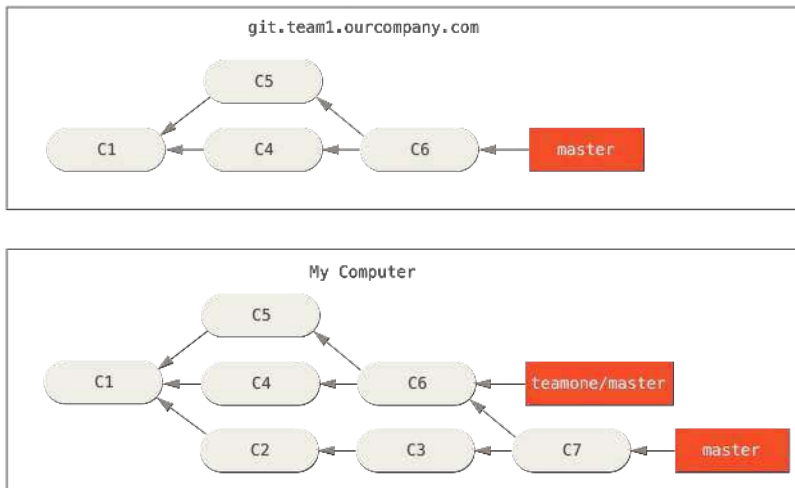 git.team1.ourcompany.com
C5
C1
C4
C6
master
My Computer
C5
C1
C4
C6
teamone/master
C2
C3
C7
master